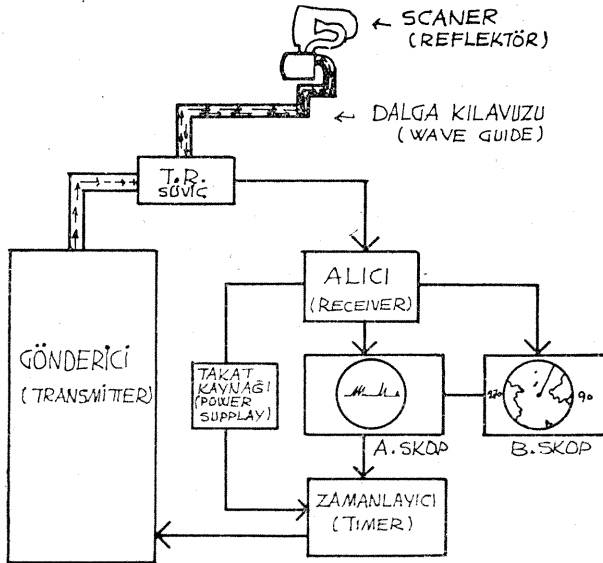 SCANER
(REFLEKTÖR)
DALGA KILAVUZU
(WAVE GUIDE)
T.R.
SÜVİÇ
ALICI
(RECEIVER)
GÖNDERİCİ
(TRANSMITTER)
TAKAT
KAYNAĞI
(POWER
SUPPLAY)
270
90
A.SKOP
B.SKOP
ZAMANLAYICI
(TIMER)